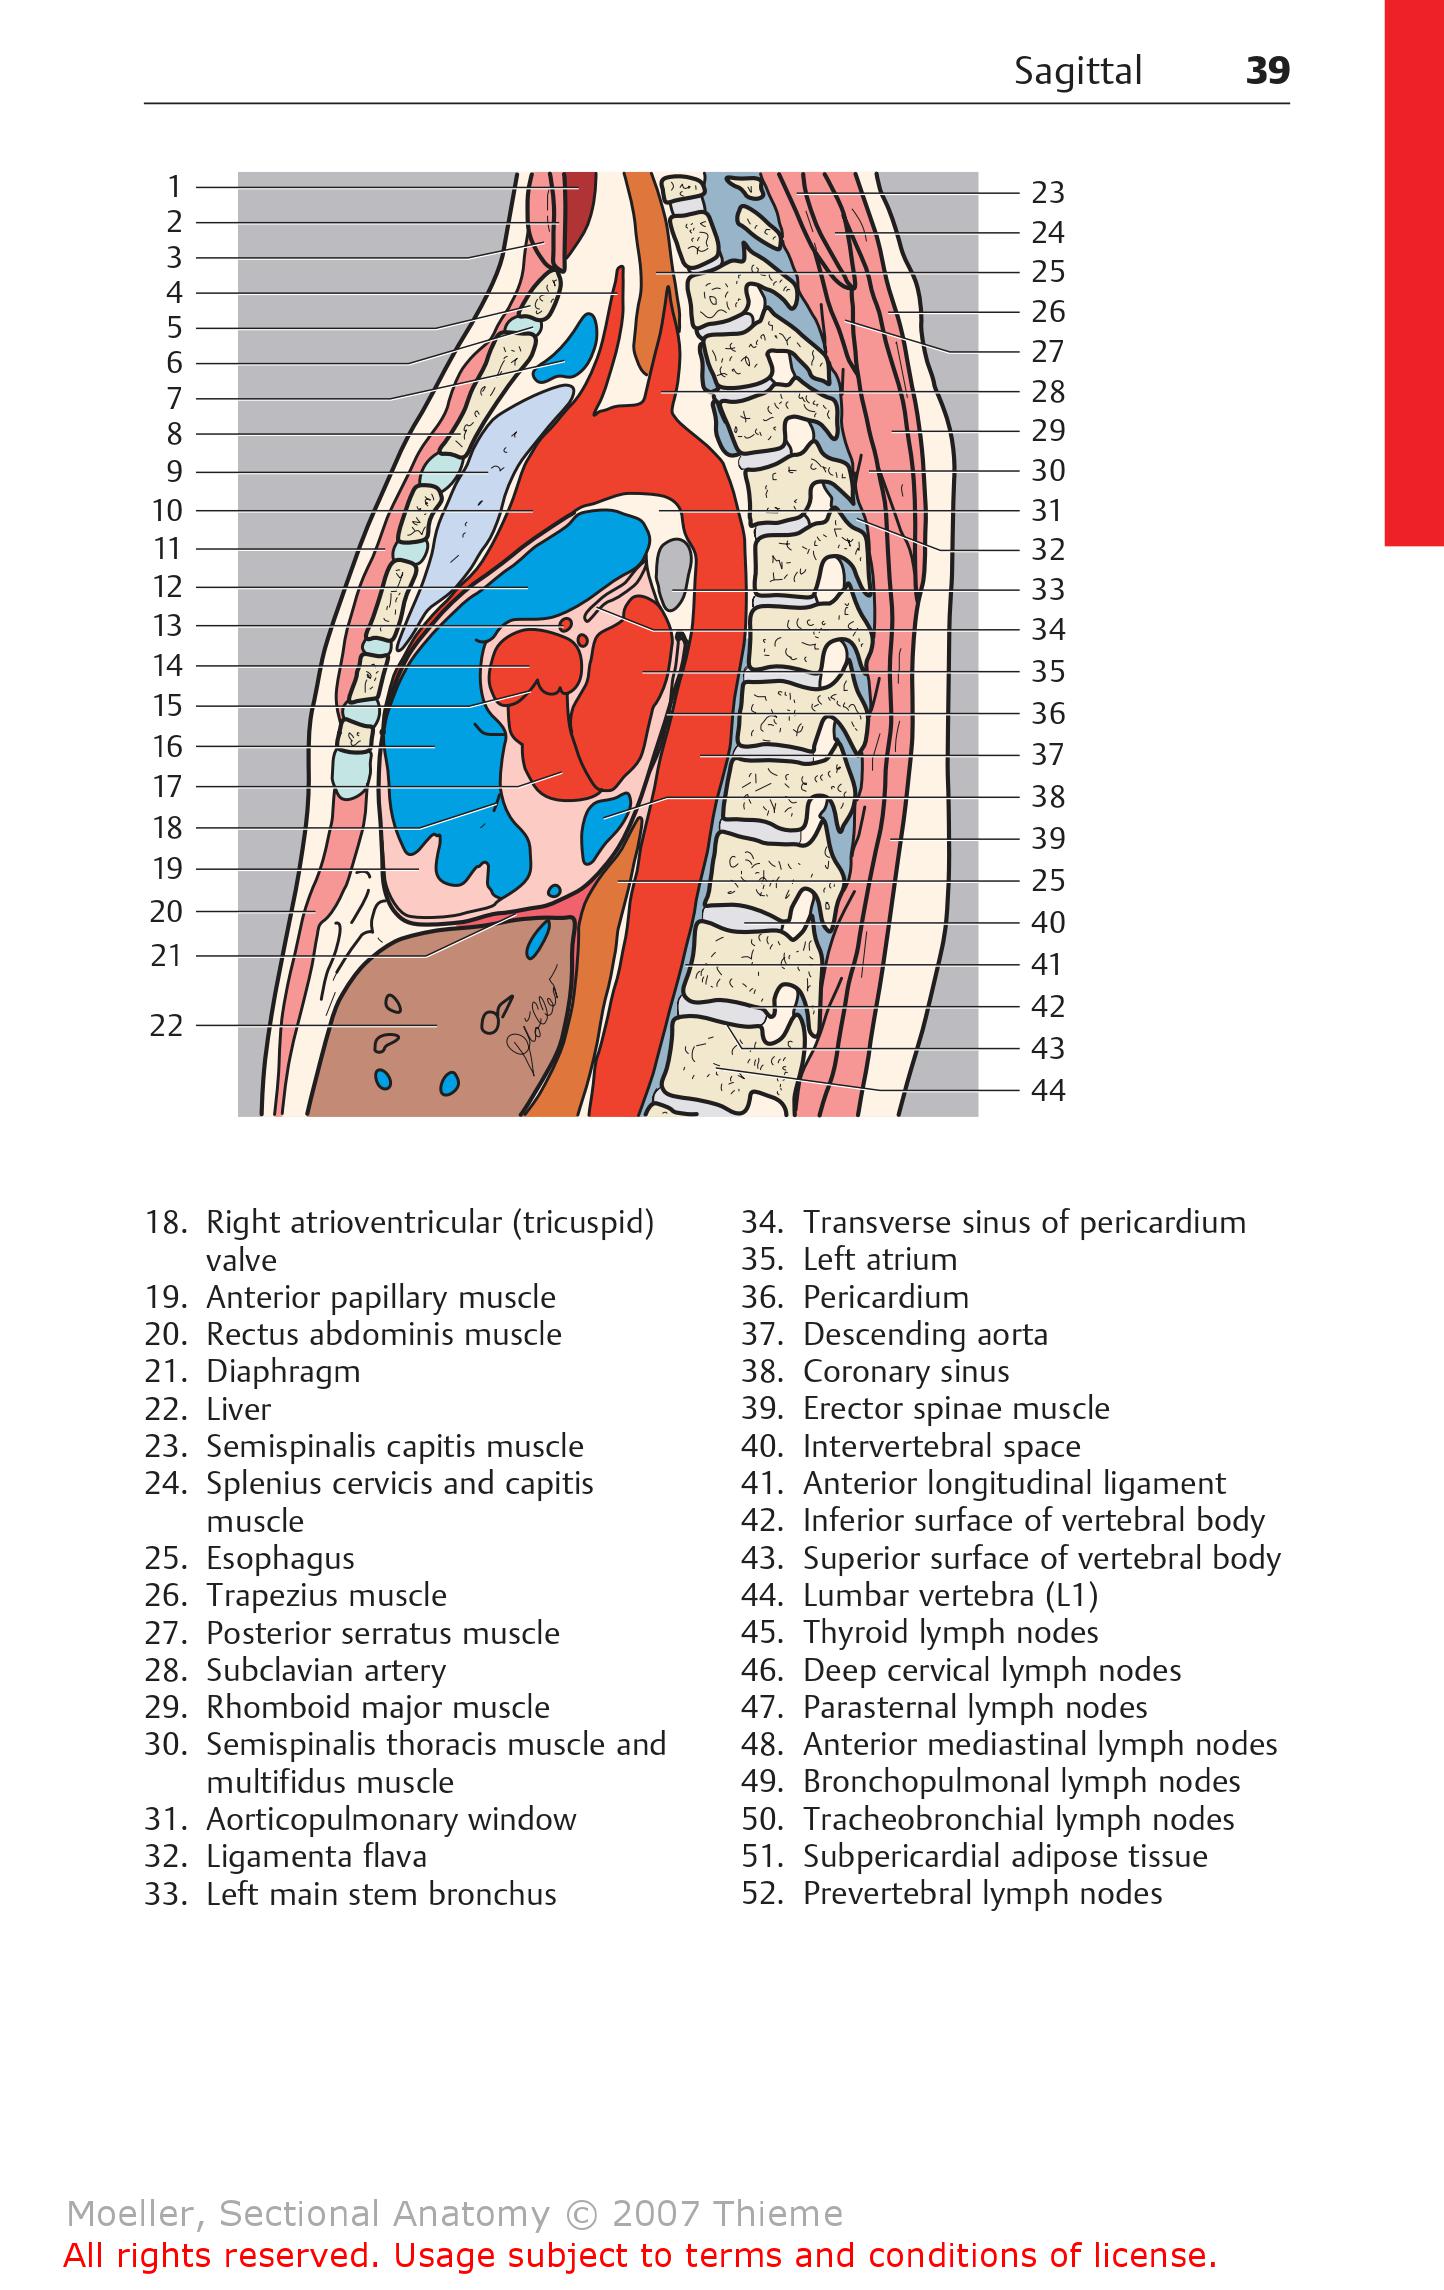 Sagittal 39
1
2
3
4
5
6
7
8
9
10
11
12
13
14
15
16
17
18
19
20
21
22
23
24
25
26
27
28
29
30
31
32
33
34
35
36
37
38
39
25
40
41
42
43
44
18. Right atrioventricular (tricuspid)
valve
19. Anterior papillary muscle
20. Rectus abdominis muscle
21. Diaphragm
22. Liver
23. Semispinalis capitis muscle
24. Splenius cervicis and capitis
muscle
25. Esophagus
26. Trapezius muscle
27. Posterior serratus muscle
28. Subclavian artery
29. Rhomboid major muscle
30. Semispinalis thoracis muscle and
multifidus muscle
31. Aorticopulmonary window
32. Ligamenta flava
33. Left main stem bronchus
34. Transverse sinus of pericardium
35. Left atrium
36. Pericardium
37. Descending aorta
38. Coronary sinus
39. Erector spinae muscle
40. Intervertebral space
41. Anterior longitudinal ligament
42. Inferior surface of vertebral body
43. Superior surface of vertebral body
44. Lumbar vertebra (L1)
45. Thyroid lymph nodes
46. Deep cervical lymph nodes
47. Parasternal lymph nodes
48. Anterior mediastinal lymph nodes
49. Bronchopulmonal lymph nodes
50. Tracheobronchial lymph nodes
51. Subpericardial adipose tissue
52. Prevertebral lymph nodes
Moeller, Sectional Anatomy © 2007 Thieme
All rights reserved. Usage subject to terms and conditions of license.